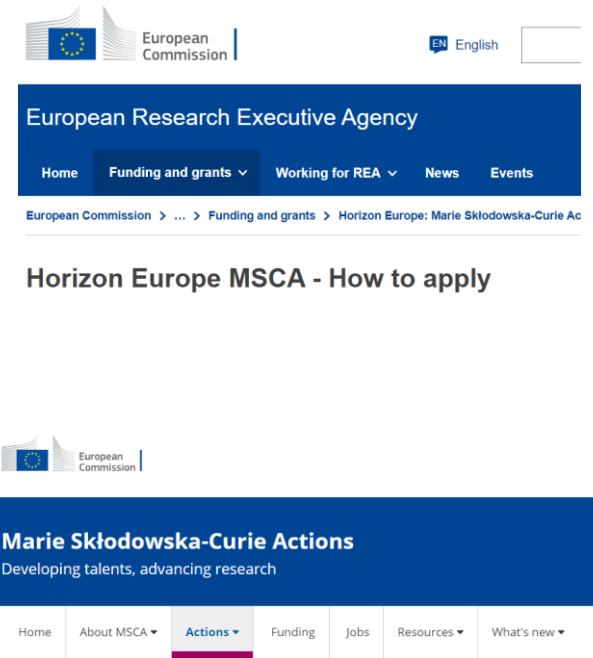 European
Commission
EN English
European Research Executive Agency
Home Funding and grants Working for REA News Events
European Commission > ... > Funding and grants > Horizon Europe: Marie Skłodowska-Curie Ac
Horizon Europe MSCA - How to apply
European
Commission
Marie Skłodowska-Curie Actions
Developing talents, advancing research
Home About MSCA Actions Funding Jobs Resources What's new